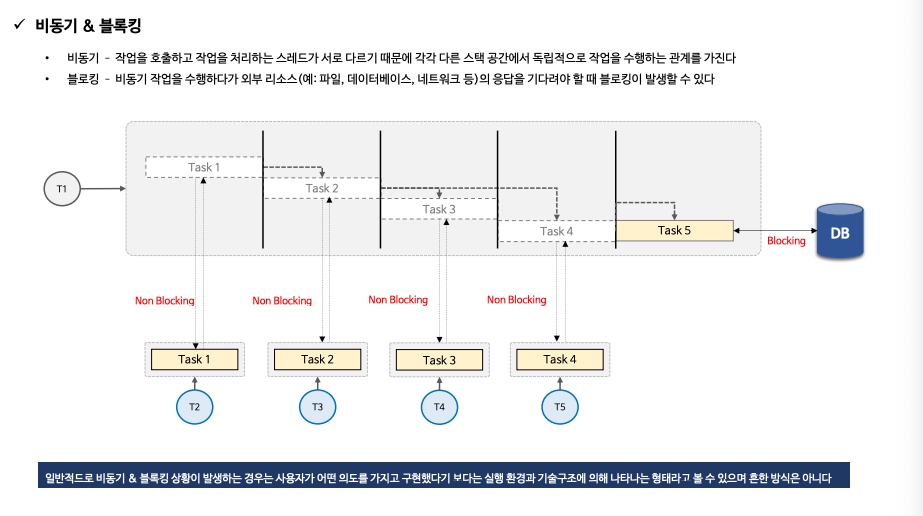 ✓ 비동기 & 블록킹
• 비동기 - 작업을 호출하고 작업을 처리하는 스레드가 서로 다르기 때문에 각각 다른 스택 공간에서 독립적으로 작업을 수행하는 관계를 가진다
• 블로킹 - 비동기 작업을 수행하다가 외부 리소스(예: 파일, 데이터베이스, 네트워크 등)의 응답을 기다려야 할 때 블로킹이 발생할 수 있다
Task 1
T1
Task 2
Task 3
Task 4
Task 5
DB
Blocking
Non Blocking
Non Blocking
Non Blocking
Non Blocking
Task 1
Task 2
Task 3
Task 4
T2
T3
T4
T5
일반적드로 비동기 & 블록킹 상황이 발생하는 경우는 사용자가 어떤 의도를 가지고 구현했다기 보다는 실행 환경과 기술구조에 의해 나타나는 형태라고 볼 수 있으며 흔한 방식은 아니다